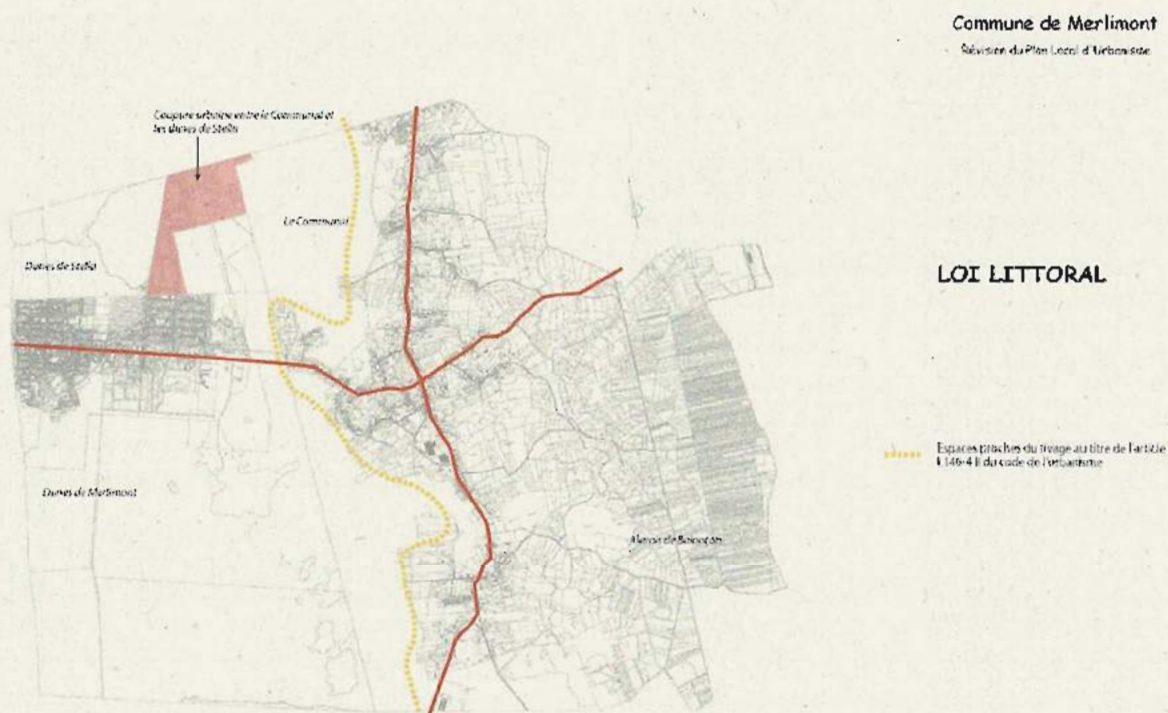 Commune de Merlimont
Révision du Plan Local d'Urbanisme
Coupure urbaine entre le Communal et
les dunes de Stella
Le Communal
Dunes de Stella
LOI LITTORAL
Espaces proches du rivage au titre de l'article
L 146-4 II du code de l'urbanisme
Dunes de Merlimont
Marais de